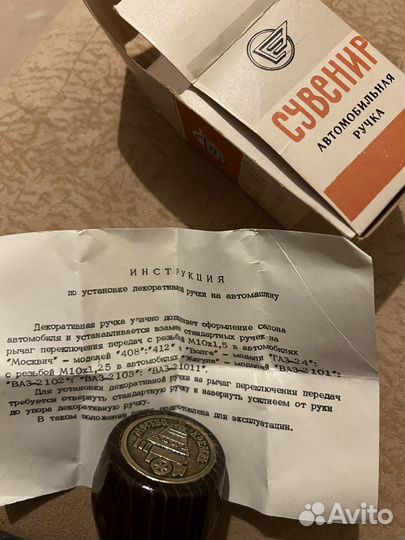 СУВЕНИР
АВТОМОБИЛЬНАЯ
РУЧКА
ИНСТРУКЦИЯ
по установке декоративной ручки на автомашину
Декоративная ручка удачно дополняет оформление салона
автомобиля и устанавливается взамен стандартных ручек на
рычаг переключения передач с резьбой М10х1,5 в автомобилях
"Москвич" - моделей "408";"412" "Волга" - модели "ГАЗ-24";
с резьбой М10х1,25 в автомобилях "Жигули" - моделей "ВАЗ-2101";
"ВАЗ-2102"; "ВАЗ-2103"; "ВАЗ-21011".
Для установки декоративной ручки на рычаг переключения передач
требуется отвернуть стандартную ручку и навернуть усилием от руки
до упора декоративную ручку.
В таком положении подготовлена для эксплуатации.
Avito